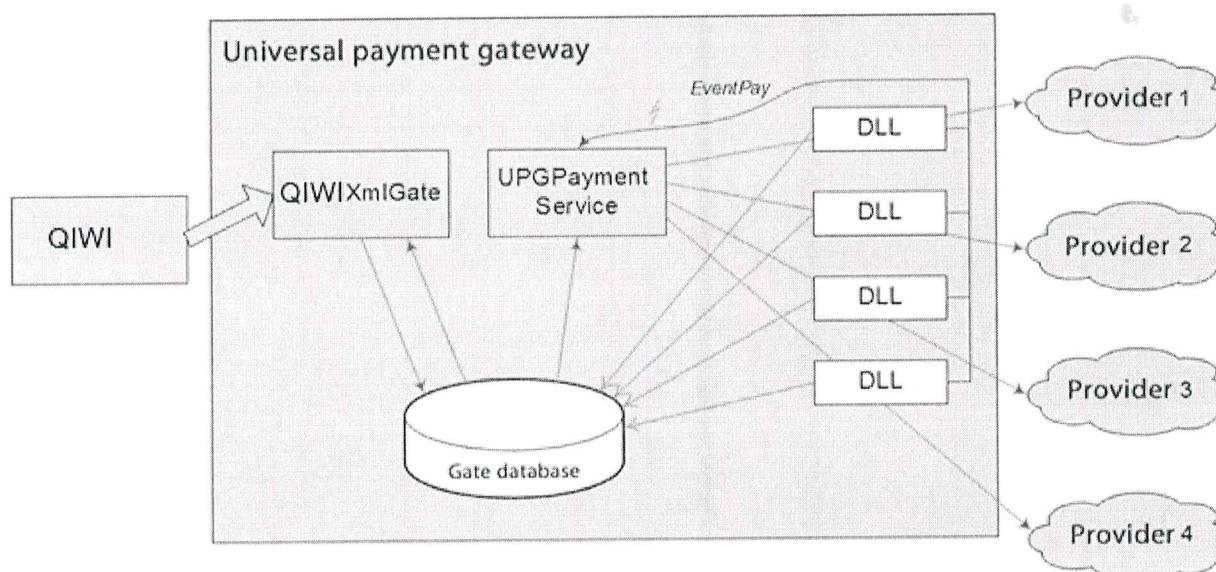 Universal payment gateway
EventPay
DLL
Provider 1
QIWI
QIWIXmlGate
UPGPayment
Service
DLL
Provider 2
DLL
Provider 3
DLL
Provider 4
Gate database